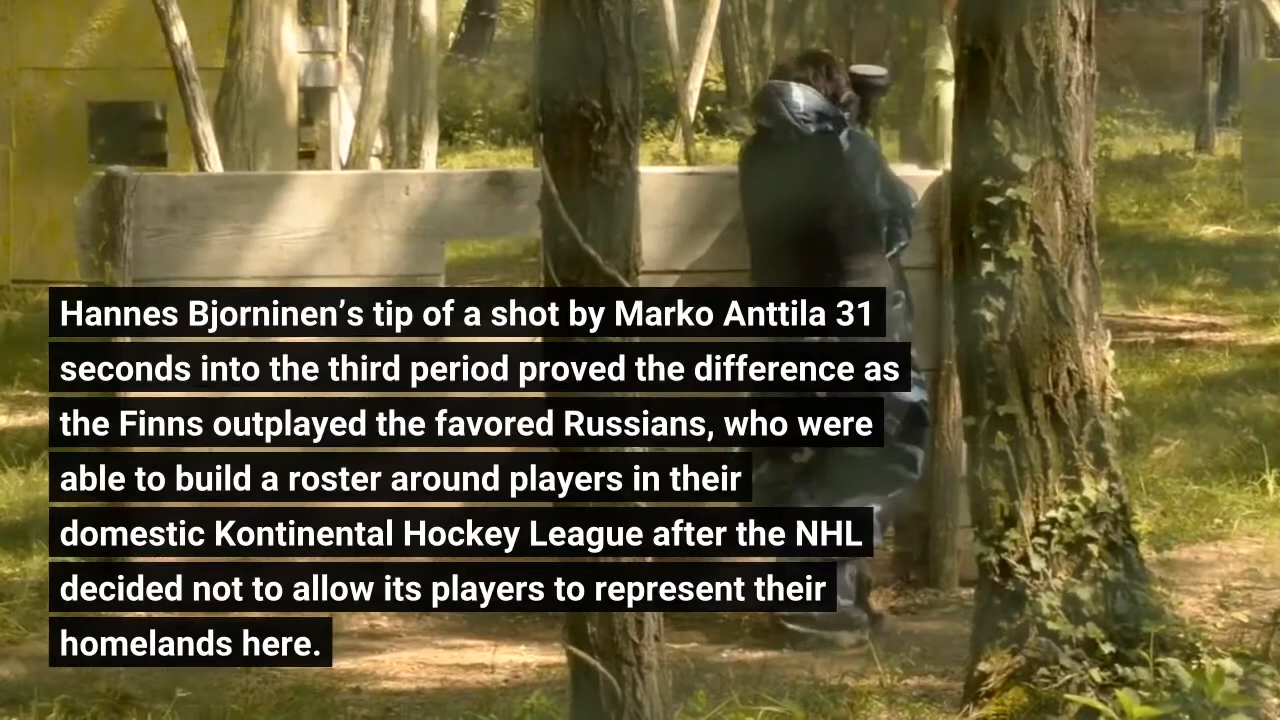 Hannes Bjorninen’s tip of a shot by Marko Anttila 31
seconds into the third period proved the difference as
the Finns outplayed the favored Russians, who were
able to build a roster around players in their
domestic Kontinental Hockey League after the NHL
decided not to allow its players to represent their
homelands here.